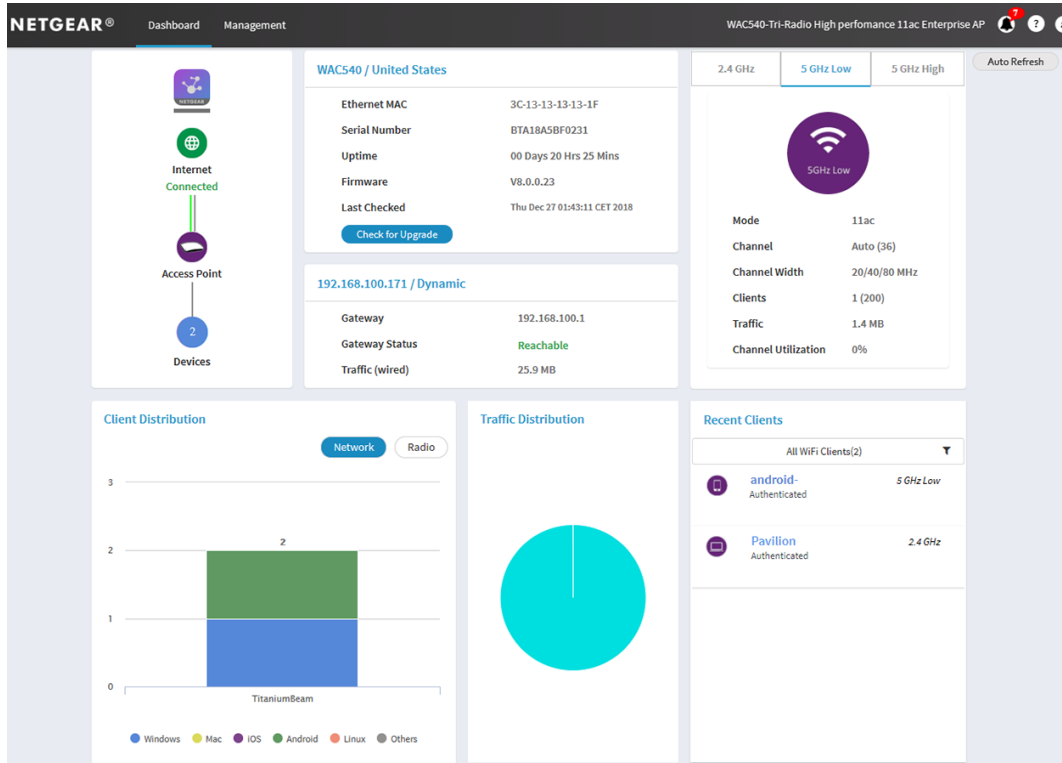 NETGEAR® Dashboard Management WAC540-Tri-Radio High perfomance 11ac Enterprise AP 7 ?
Auto Refresh
NETGEAR
Internet
Connected
Access Point
2
Devices
WAC540 / United States
Ethernet MAC 3C-13-13-13-13-1F
Serial Number BTA18A5BF0231
Uptime 00 Days 20 Hrs 25 Mins
Firmware V8.0.0.23
Last Checked Thu Dec 27 01:43:11 CET 2018
Check for Upgrade
192.168.100.171 / Dynamic
Gateway 192.168.100.1
Gateway Status Reachable
Traffic (wired) 25.9 MB
2.4 GHz 5 GHz Low 5 GHz High
5GHz Low
Mode 11ac
Channel Auto (36)
Channel Width 20/40/80 MHz
Clients 1 (200)
Traffic 1.4 MB
Channel Utilization 0%
Client Distribution
Network Radio
3
2
2
1
0
TitaniumBeam
Windows Mac iOS Android Linux Others
Traffic Distribution
Recent Clients
All WiFi Clients(2)
android- 5 GHz Low
Authenticated
Pavilion 2.4 GHz
Authenticated